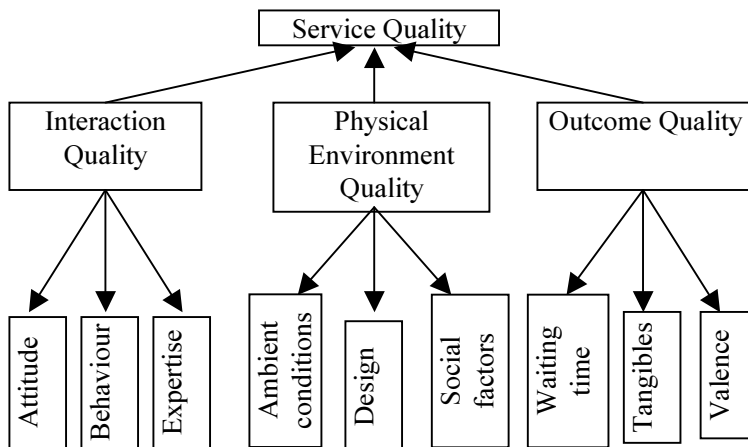 Service Quality
Interaction
Quality
Physical
Environment
Quality
Outcome Quality
Attitude
Behaviour
Expertise
Ambient
conditions
Design
Social
factors
Waiting
time
Tangibles
Valence